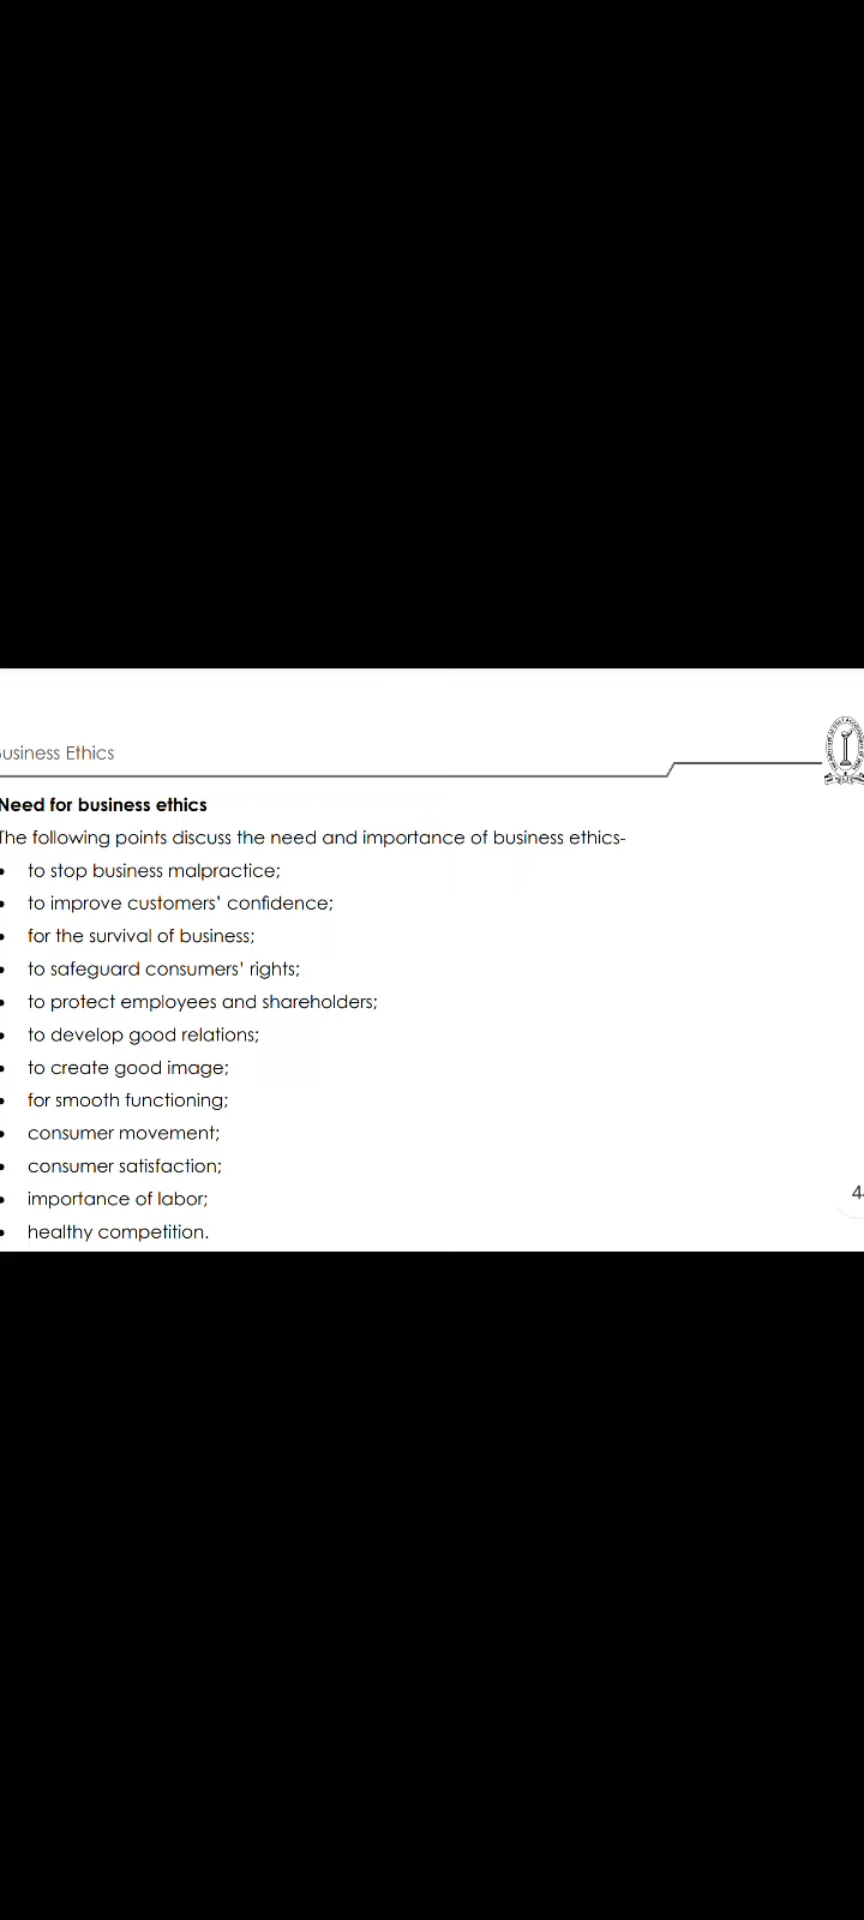 usiness Ethics
Need for business ethics
The following points discuss the need and importance of business ethics-
• to stop business malpractice;
• to improve customers' confidence;
• for the survival of business;
• to safeguard consumers' rights;
• to protect employees and shareholders;
• to develop good relations;
• to create good image;
• for smooth functioning;
• consumer movement;
• consumer satisfaction;
• importance of labor;
• healthy competition.